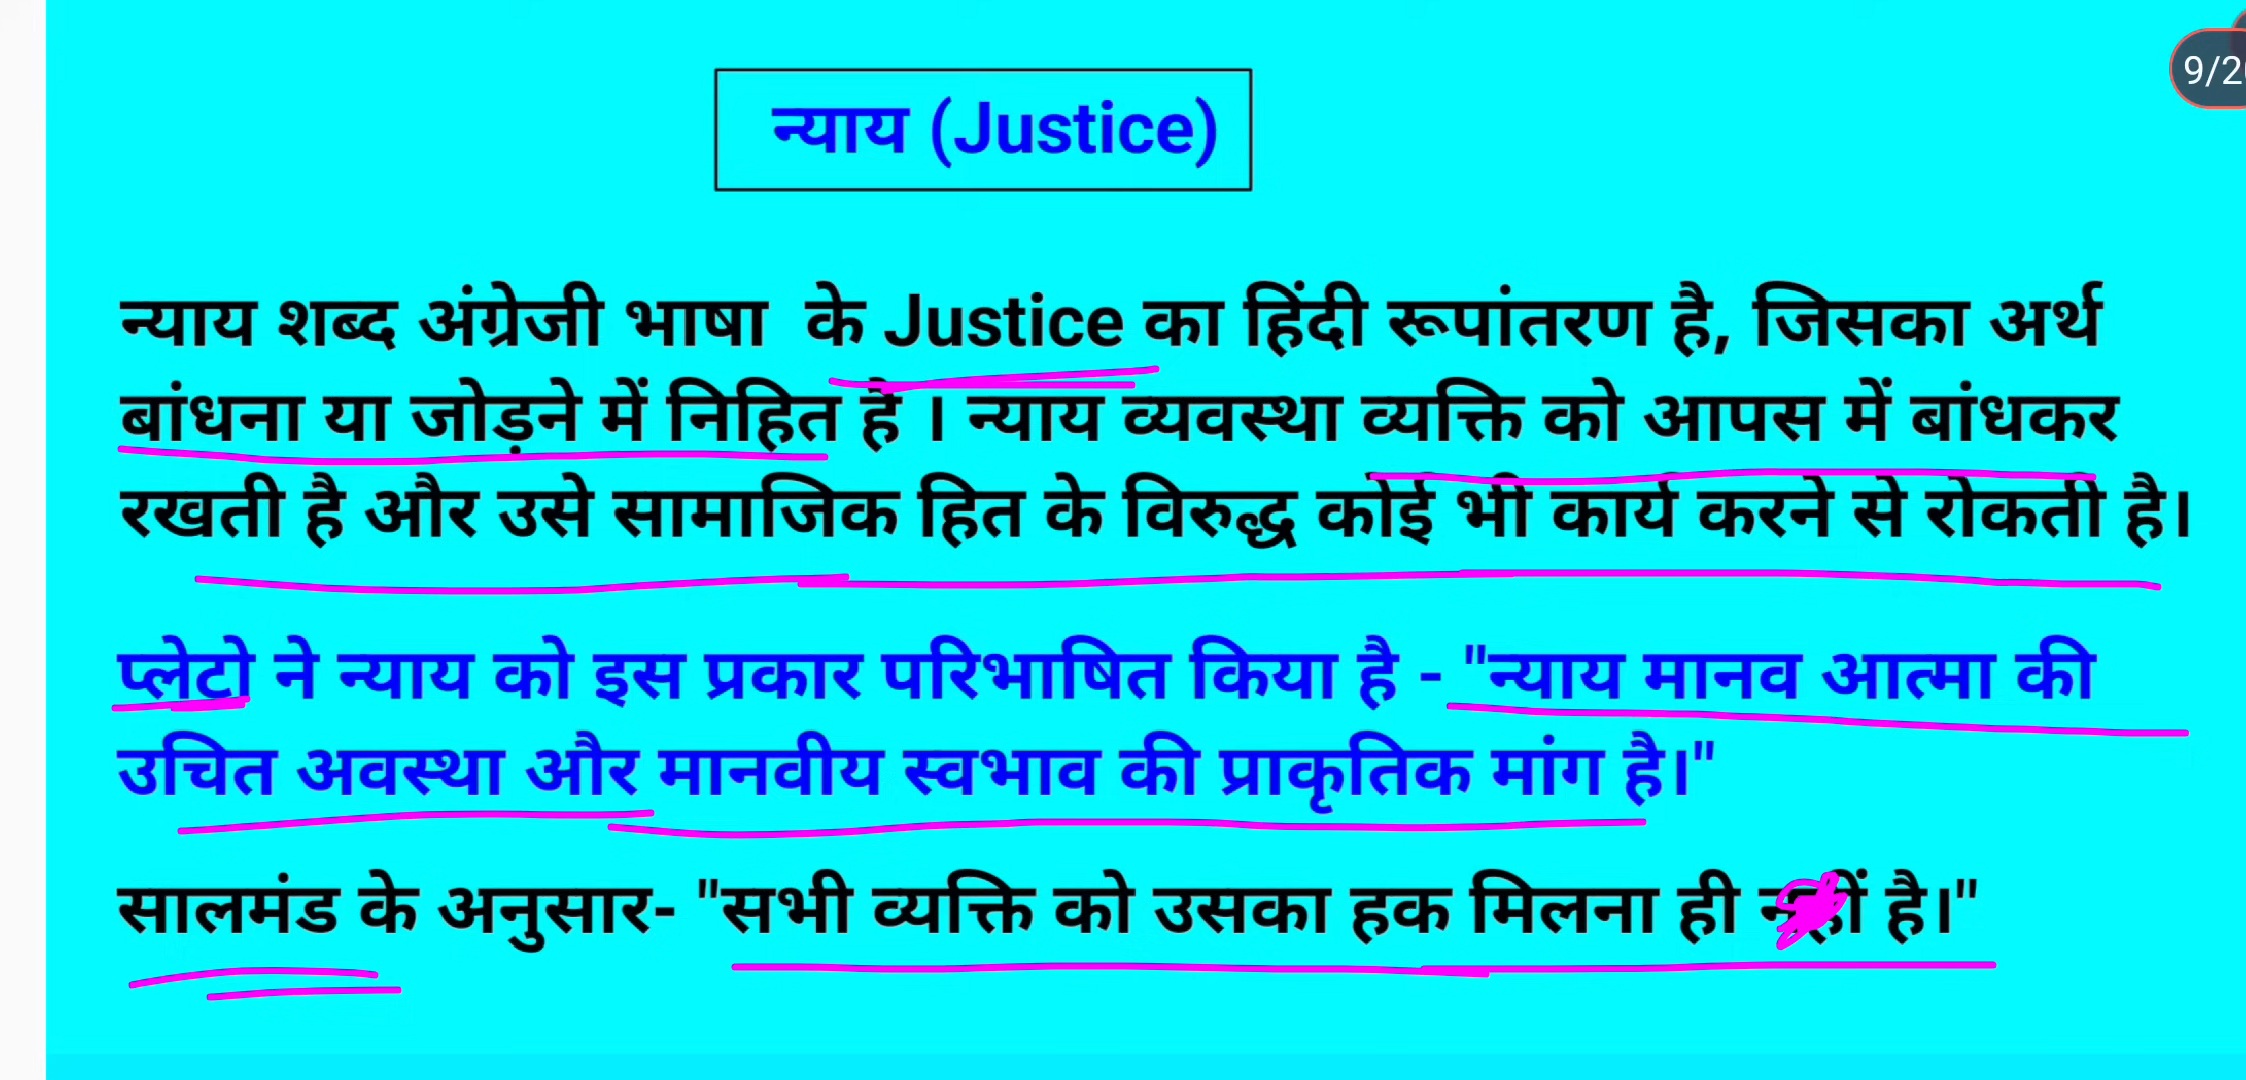 9/2
न्याय (Justice)
न्याय शब्द अंग्रेजी भाषा के Justice का हिंदी रूपांतरण है, जिसका अर्थ
बांधना या जोड़ने में निहित है । न्याय व्यवस्था व्यक्ति को आपस में बांधकर
रखती है और उसे सामाजिक हित के विरुद्ध कोई भी कार्य करने से रोकती है।
प्लेटो ने न्याय को इस प्रकार परिभाषित किया है - "न्याय मानव आत्मा की
उचित अवस्था और मानवीय स्वभाव की प्राकृतिक मांग है।"
सालमंड के अनुसार- "सभी व्यक्ति को उसका हक मिलना ही नहीं है।"